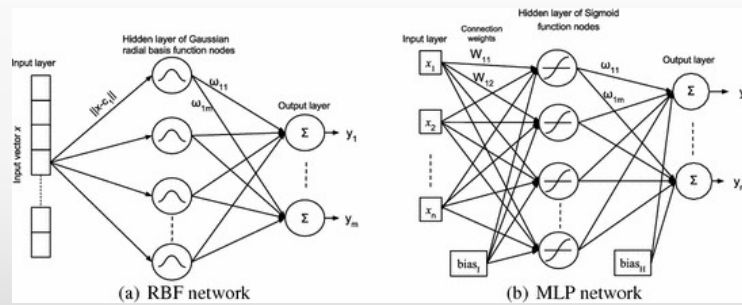 Hidden layer of Gaussian
radial basis function nodes
Input layer
Input vector x
||x-c₁||
ω₁₁
ω₁ₘ
Output layer
Σ
y₁
Σ
yₘ
(a) RBF network
Hidden layer of Sigmoid
function nodes
Connection
weights
Input layer
W₁₁
W₁₂
x₁
x₂
xₙ
bias_I
ω₁₁
ω₁ₘ
Output layer
Σ
y
Σ
bias_H
(b) MLP network